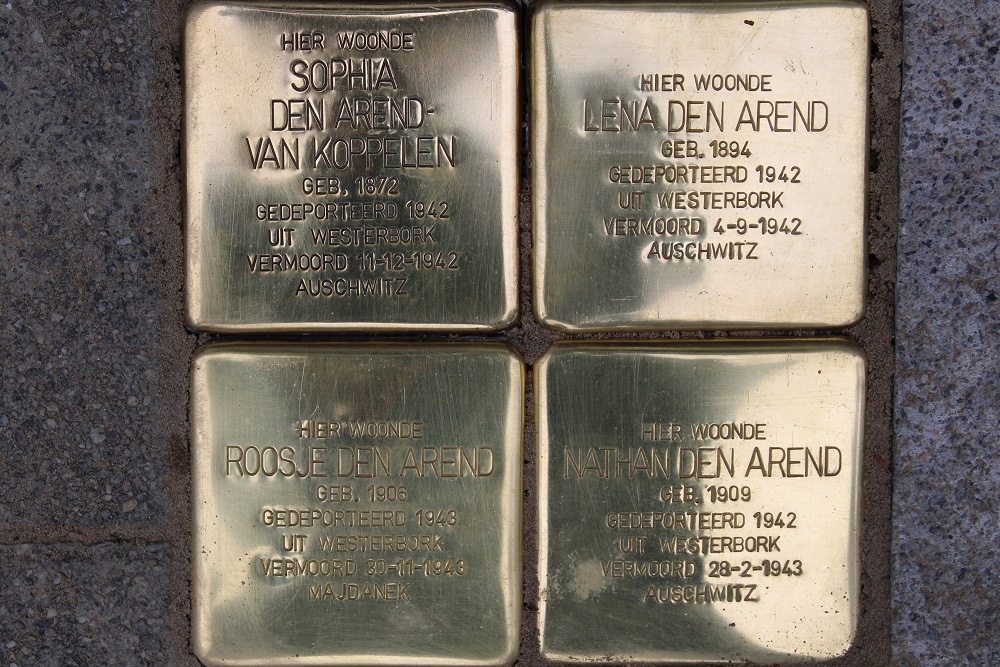 HIER WOONDE
SOPHIA
DEN AREND-
VAN KOPPELEN
GEB. 1872
GEDEPORTEERD 1942
UIT WESTERBORK
VERMOORD 11-12-1942
AUSCHWITZ
HIER WOONDE
LENA DEN AREND
GEB. 1894
GEDEPORTEERD 1942
UIT WESTERBORK
VERMOORD 4-9-1942
AUSCHWITZ
HIER WOONDE
ROOSJE DEN AREND
GEB. 1906
GEDEPORTEERD 1943
UIT WESTERBORK
VERMOORD 30-11-1943
MAJDANEK
HIER WOONDE
NATHAN DEN AREND
GEB. 1909
GEDEPORTEERD 1942
UIT WESTERBORK
VERMOORD 28-2-1943
AUSCHWITZ